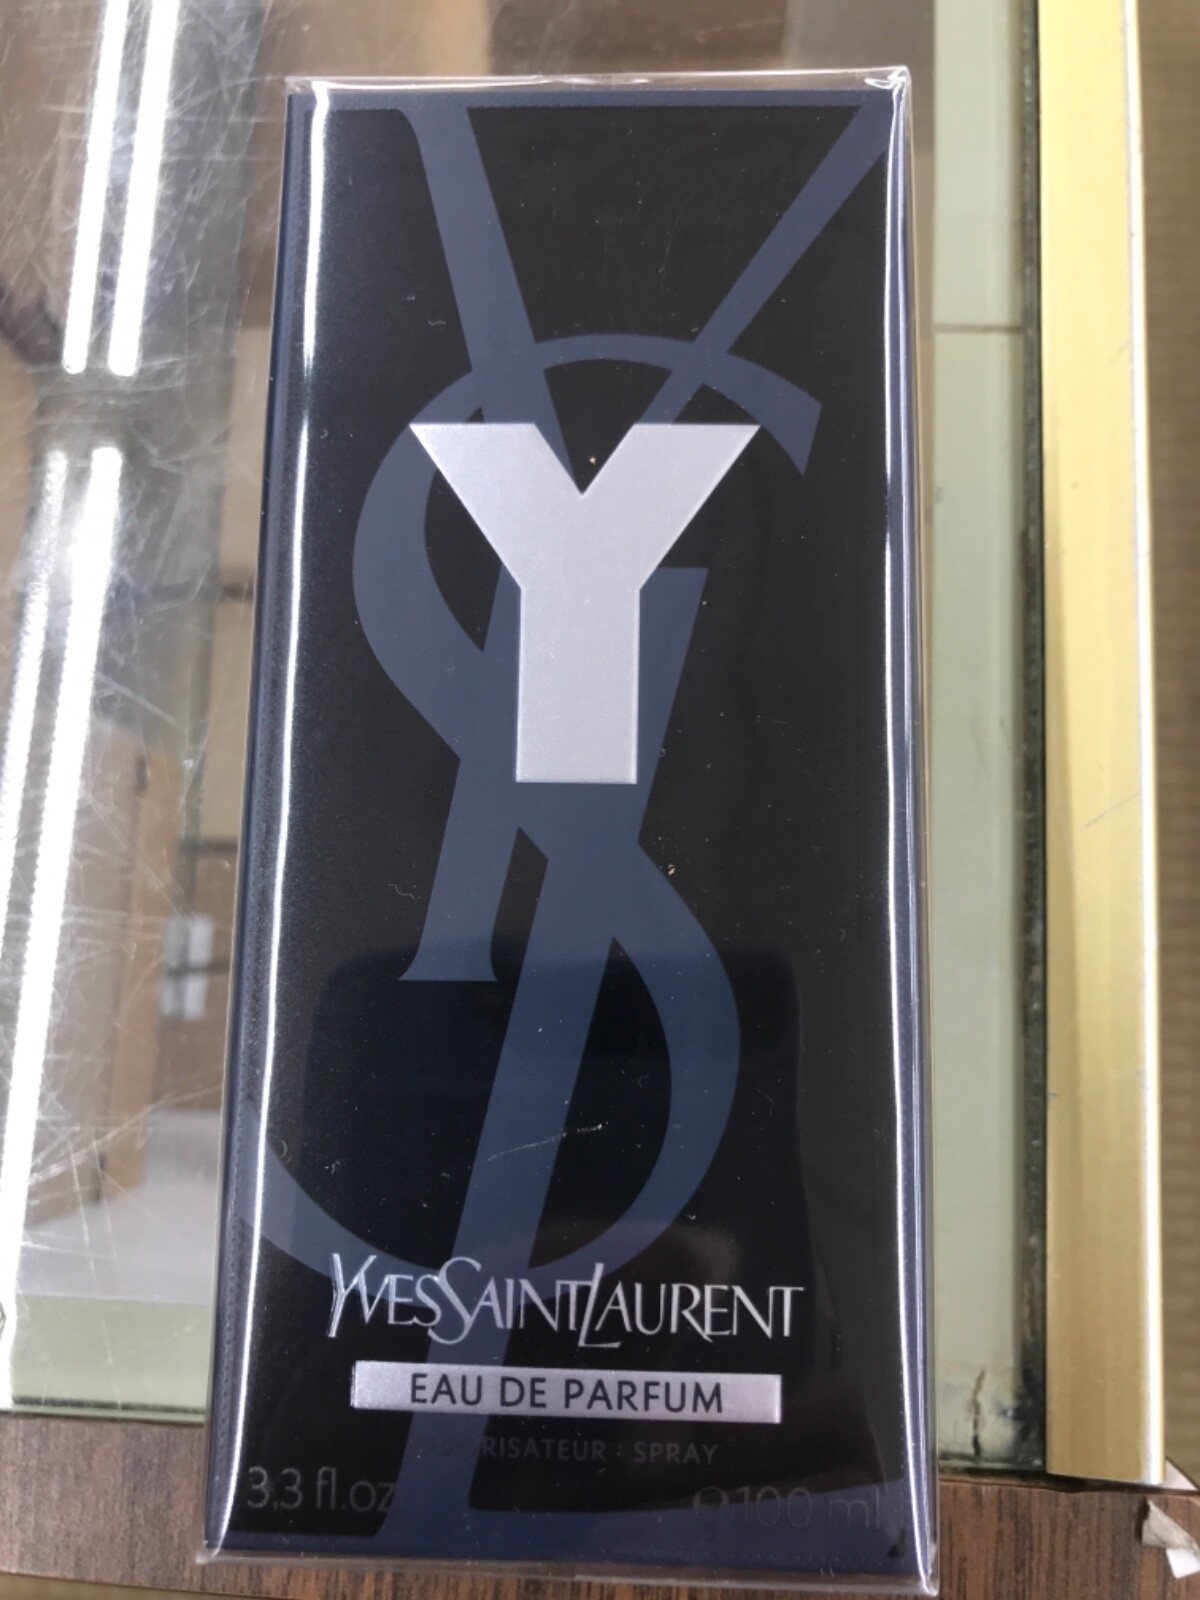 Y
YVESSAINTLAURENT
EAU DE PARFUM
SPRAY
3,3 fl.oz
100 ml